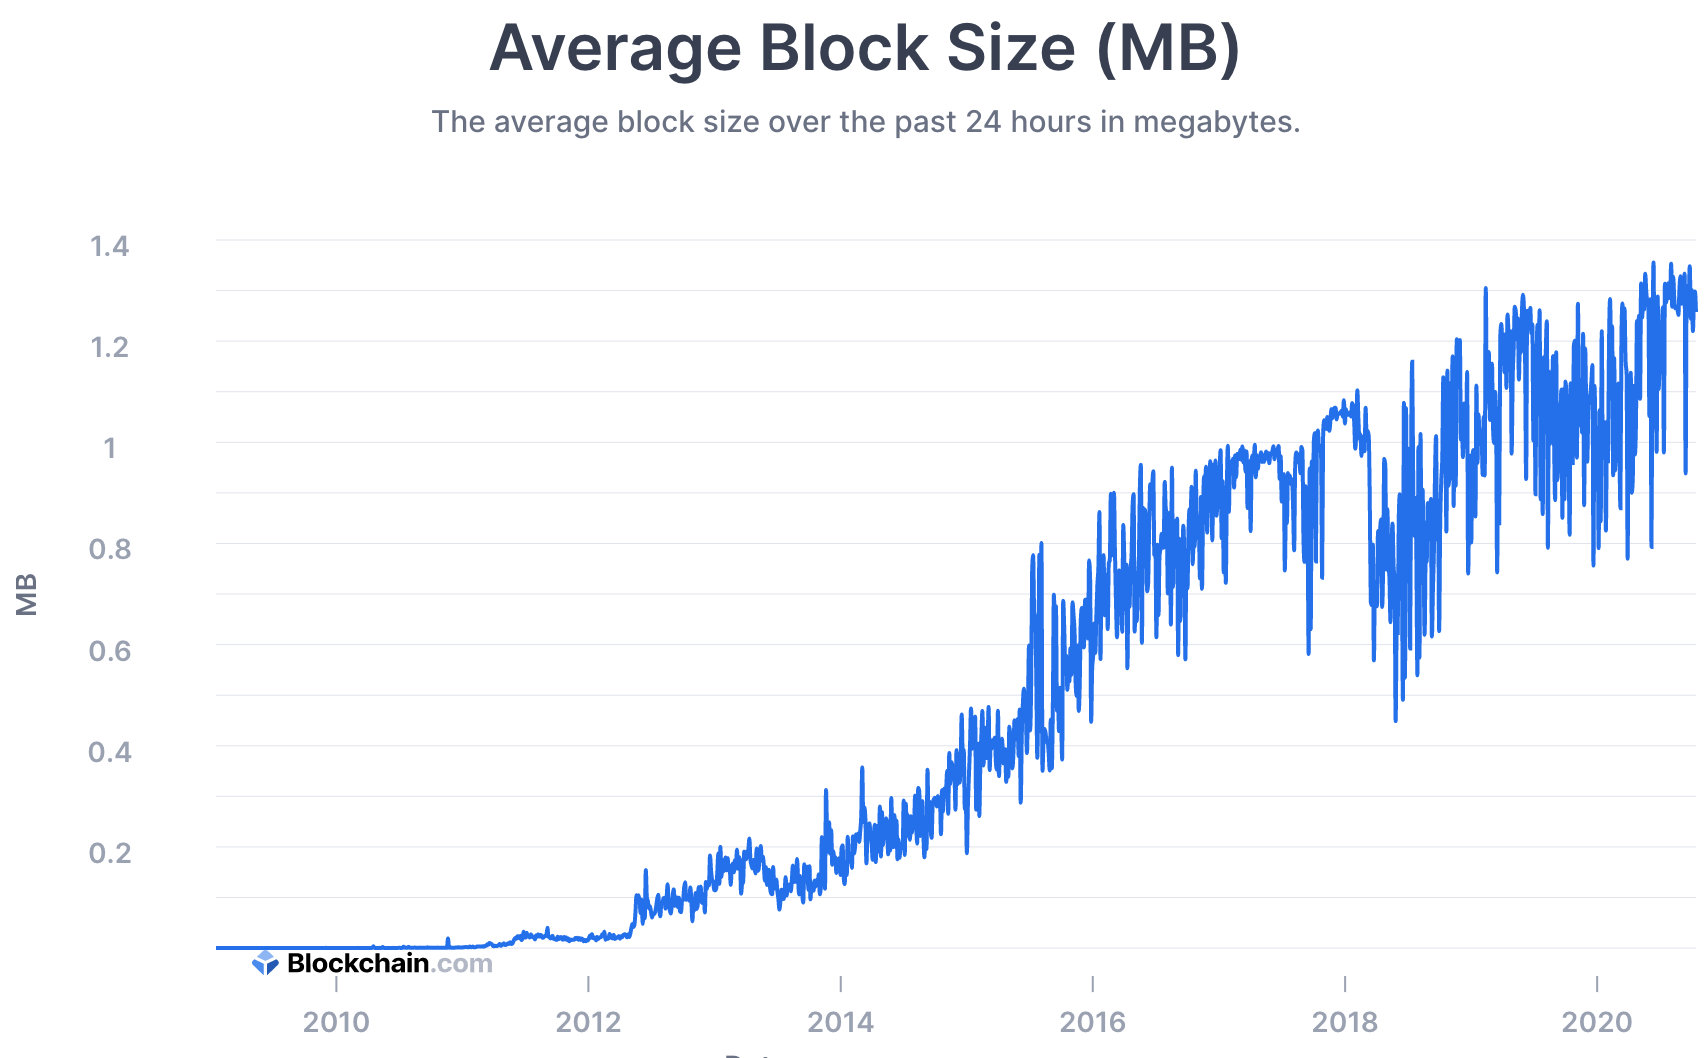 Average Block Size (MB)
The average block size over the past 24 hours in megabytes.
1.4
1.2
1
0.8
MB
0.6
0.4
0.2
Blockchain.com
2010 2012 2014 2016 2018 2020